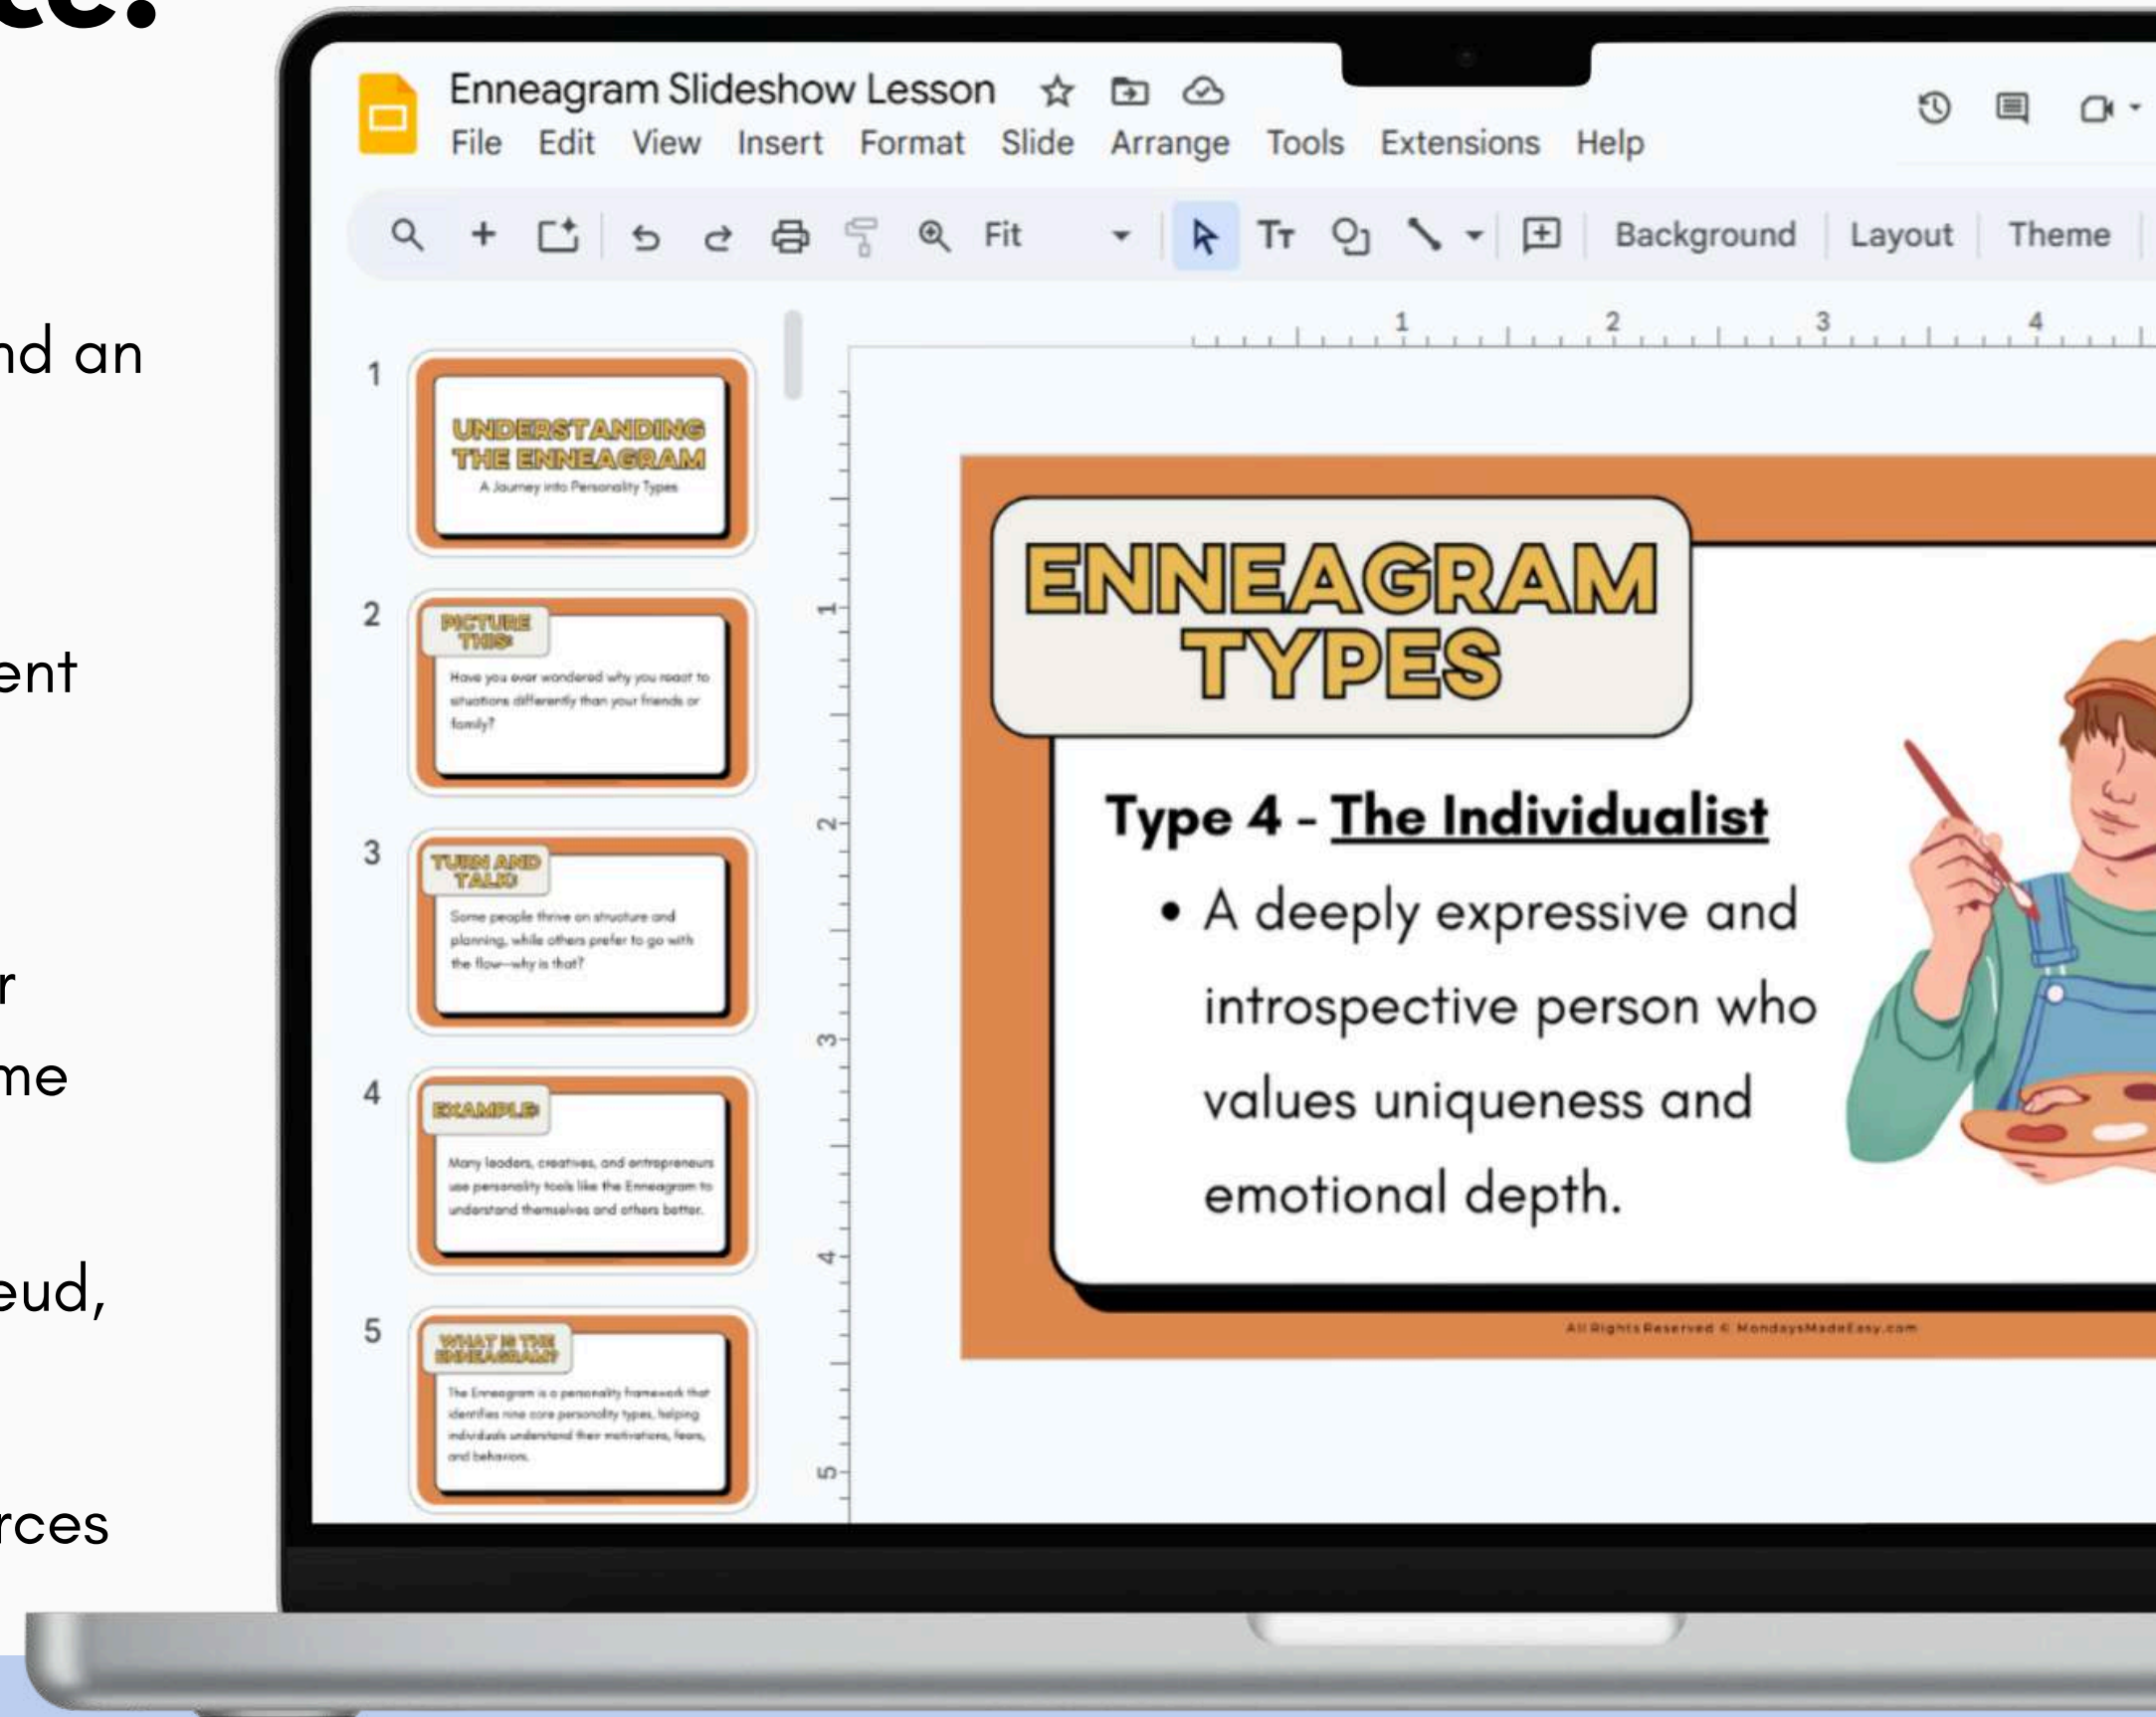 nd an
ent
r
me
eud,
rces
Enneagram Slideshow Lesson
File Edit View Insert Format Slide Arrange Tools Extensions Help
Fit Background Layout Theme
1 2 3 4
1
UNDERSTANDING
THE ENNEAGRAM
A Journey into Personality Types
2
PICTURE
THIS:
Have you ever wondered why you react to
situations differently than your friends or
family?
3
TURN AND
TALK:
Some people thrive on structure and
planning, while others prefer to go with
the flow—why is that?
4
EXAMPLE:
Many leaders, creatives, and entrepreneurs
use personality tools like the Enneagram to
understand themselves and others better.
5
WHAT IS THE
ENNEAGRAM?
The Enneagram is a personality framework that
identifies nine core personality types, helping
individuals understand their motivations, fears,
and behaviors.
1
2
3
4
5
ENNEAGRAM
TYPES
Type 4 - The Individualist
• A deeply expressive and
introspective person who
values uniqueness and
emotional depth.
All Rights Reserved © MondaysMadeEasy.com